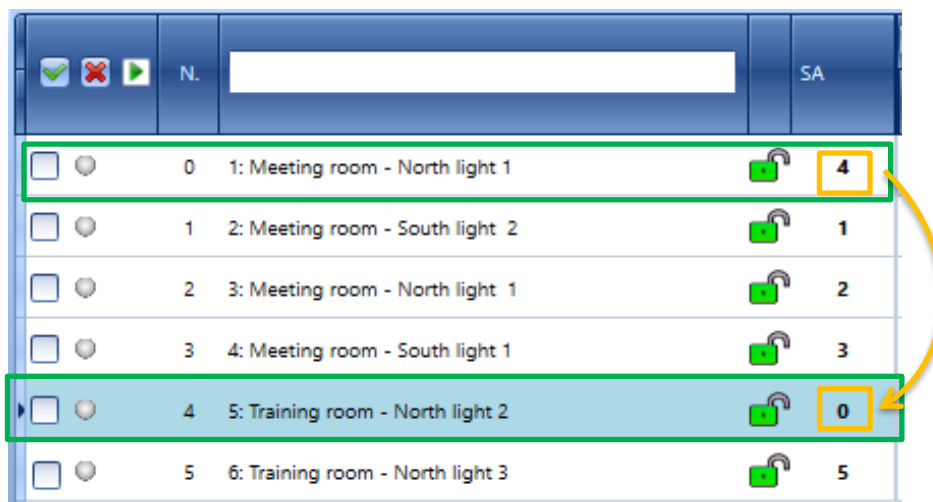 N. SA
0 1: Meeting room - North light 1 4
1 2: Meeting room - South light 2 1
2 3: Meeting room - North light 1 2
3 4: Meeting room - South light 1 3
4 5: Training room - North light 2 0
5 6: Training room - North light 3 5